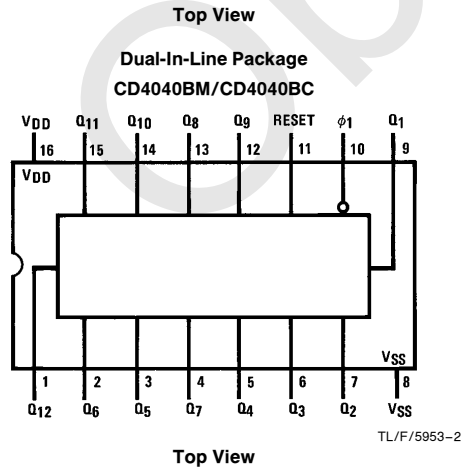 Top View
Dual-In-Line Package
CD4040BM/CD4040BC
VDD Q11 Q10 Q8 Q9 RESET ϕ1 Q1
16 15 14 13 12 11 10 9
VDD
VSS
1 2 3 4 5 6 7 8
Q12 Q6 Q5 Q7 Q4 Q3 Q2 VSS
TL/F/5953–2
Top View